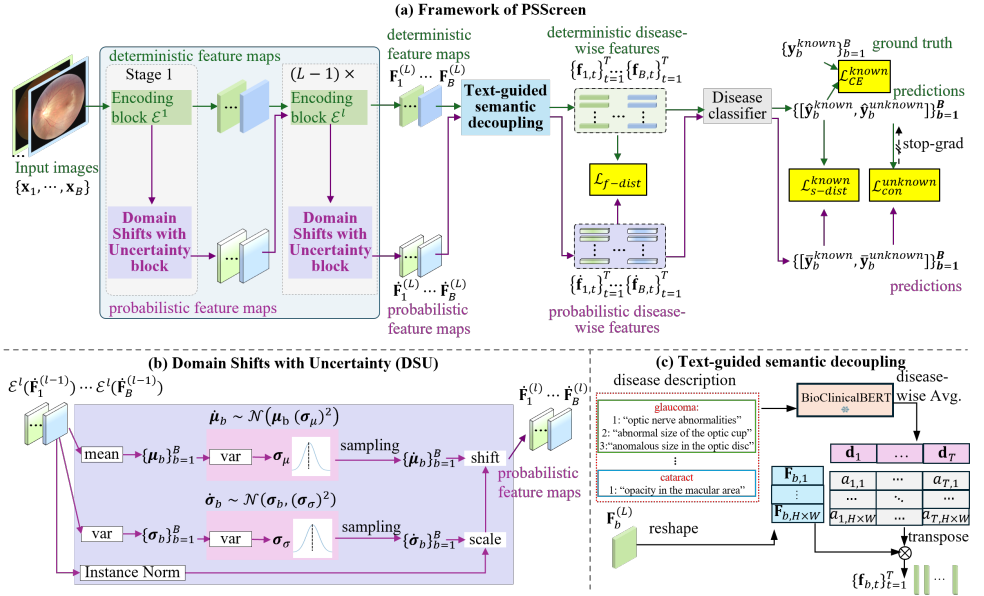 (a) Framework of PSScreen
deterministic feature maps
Stage 1
(L − 1) ×
Encoding block ℰ¹
Encoding block ℰˡ
...
Input images
{x₁, ⋯, x_B}
Domain Shifts with Uncertainty block
Domain Shifts with Uncertainty block
probabilistic feature maps
deterministic feature maps
F₁⁽ᴸ⁾ ⋯ F_B⁽ᴸ⁾
Ḟ₁⁽ᴸ⁾ ⋯ Ḟ_B⁽ᴸ⁾
probabilistic feature maps
Text-guided semantic decoupling
deterministic disease-wise features
{f₁,ₜ}ᵀₜ₌₁ ⋯ {f_B,ₜ}ᵀₜ₌₁
ℒ_f−dist
{ḟ₁,ₜ}ᵀₜ₌₁ ⋯ {ḟ_B,ₜ}ᵀₜ₌₁
probabilistic disease-wise features
Disease classifier
{y_b^known}^B_b=1
ground truth
ℒ_CE^known
predictions
{[ŷ_b^known, ŷ_b^unknown]}^B_b=1
stop-grad
ℒ_s−dist^known
ℒ_con^unknown
{[ȳ_b^known, ȳ_b^unknown]}^B_b=1
predictions
(b) Domain Shifts with Uncertainty (DSU)
ℰˡ(Ḟ₁⁽ˡ⁻¹⁾) ⋯ ℰˡ(Ḟ_B⁽ˡ⁻¹⁾)
μ̇_b ~ 𝒩(μ_b, (σ_μ)²)
mean
{μ_b}^B_b=1
var
σ_μ
sampling
{μ̇_b}^B_b=1
shift
Ḟ₁⁽ˡ⁾ ⋯ Ḟ_B⁽ˡ⁾
probabilistic feature maps
σ̇_b ~ 𝒩(σ_b, (σ_σ)²)
var
{σ_b}^B_b=1
var
σ_σ
sampling
{σ̇_b}^B_b=1
scale
Instance Norm
(c) Text-guided semantic decoupling
disease description
glaucoma:
1: “optic nerve abnormalities”
2: “abnormal size of the optic cup”
3:“anomalous size in the optic disc”
⋮
cataract
1: “opacity in the macular area”
BioClinicalBERT
disease-wise Avg.
d₁ ... d_T
F_b,1
⋮
F_b,H×W
a₁,₁ ⋯ a_T,1
⋯ ⋱ ⋯
a_1,H×W ⋯ a_T,H×W
F_b⁽ᴸ⁾
reshape
transpose
{f_b,t}ᵀₜ₌₁
...